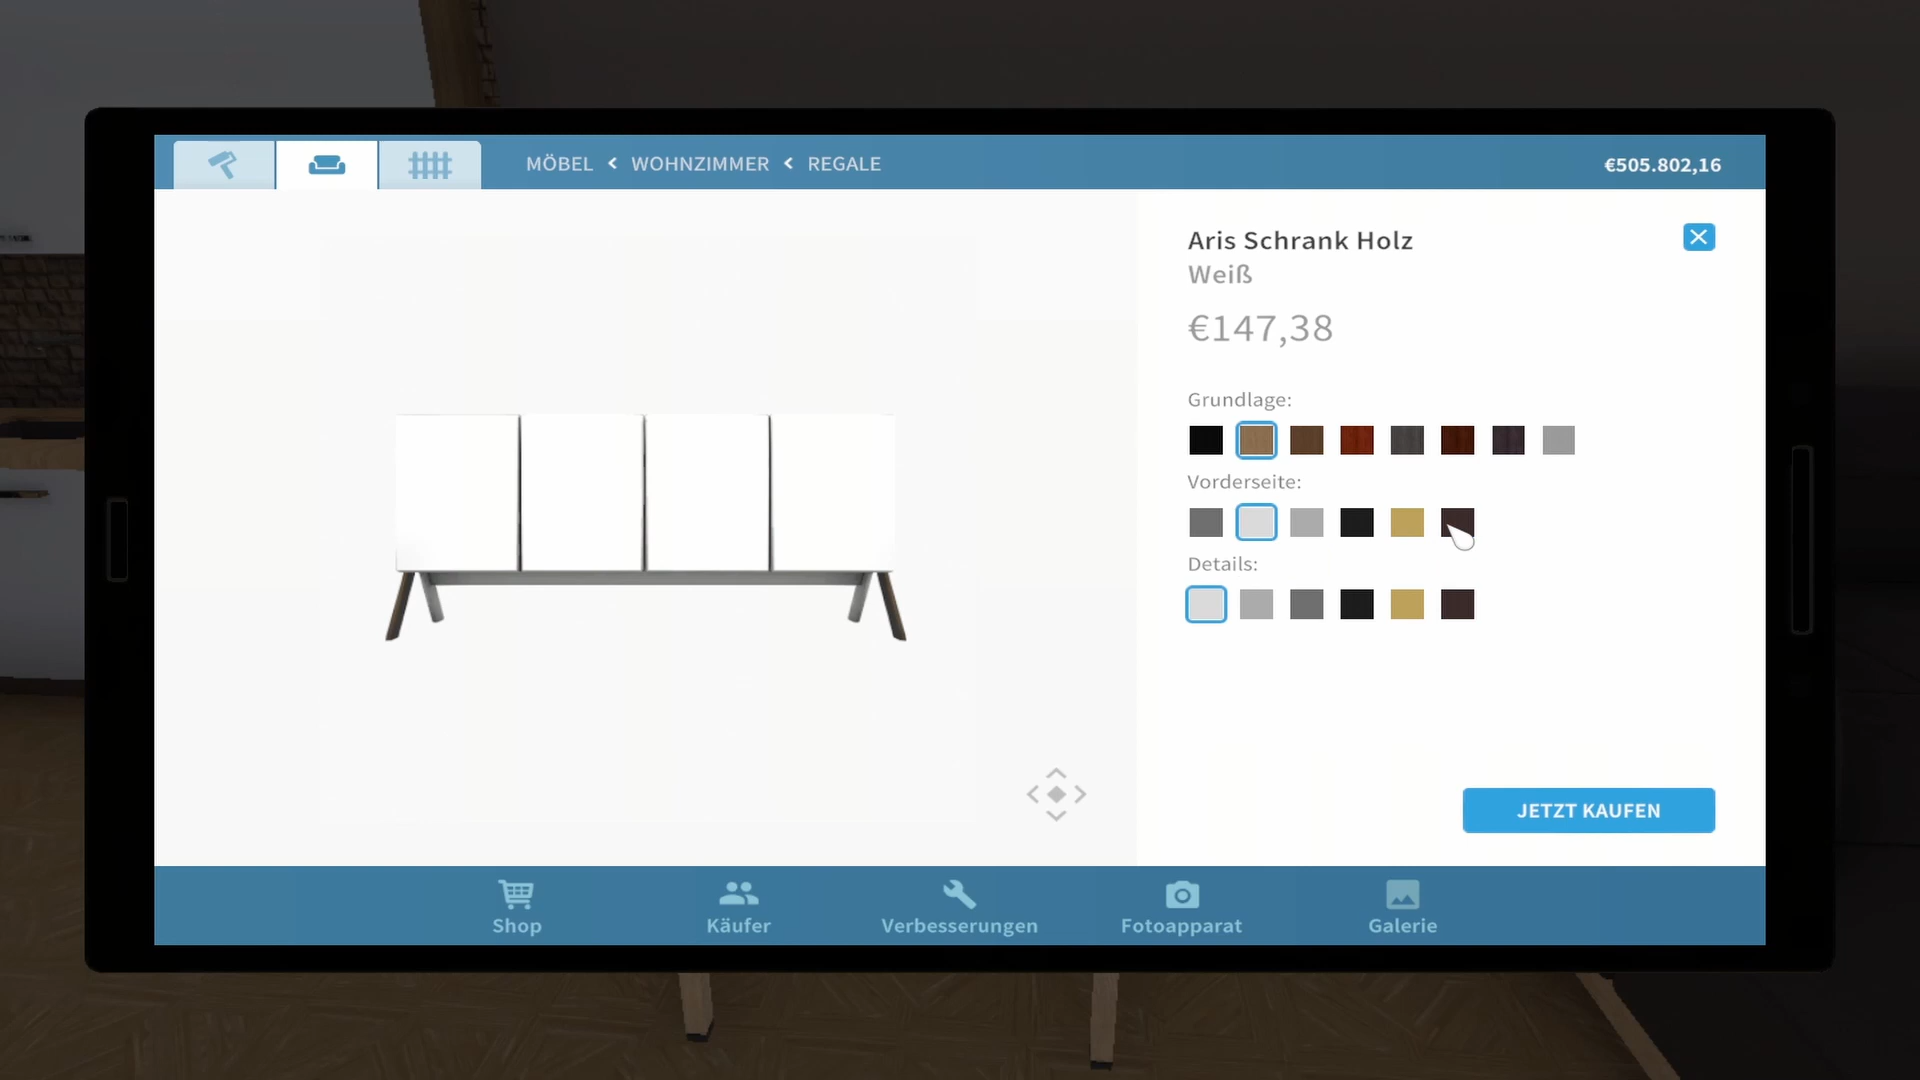 MÖBEL < WOHNZIMMER < REGALE
€505.802,16
Aris Schrank Holz
Weiß
€147,38
Grundlage:
Vorderseite:
Details:
JETZT KAUFEN
Shop
Käufer
Verbesserungen
Fotoapparat
Galerie